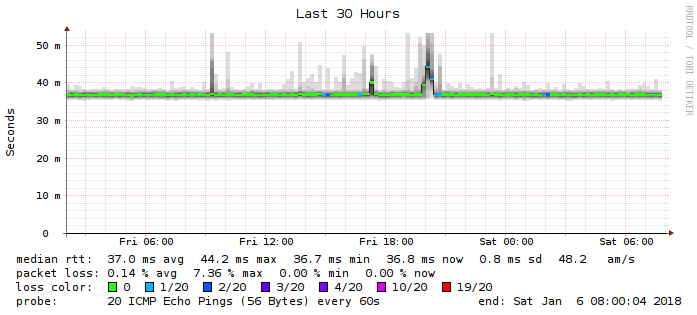 Last 30 Hours
RRDTOOL / TOBI OETIKER
Seconds
50 m
40 m
30 m
20 m
10 m
0
Fri 06:00 Fri 12:00 Fri 18:00 Sat 00:00 Sat 06:00
median rtt: 37.0 ms avg 44.2 ms max 36.7 ms min 36.8 ms now 0.8 ms sd 48.2 am/s
packet loss: 0.14 % avg 7.36 % max 0.00 % min 0.00 % now
loss color: 0 1/20 2/20 3/20 4/20 10/20 19/20
probe: 20 ICMP Echo Pings (56 Bytes) every 60s end: Sat Jan 6 08:00:04 2018